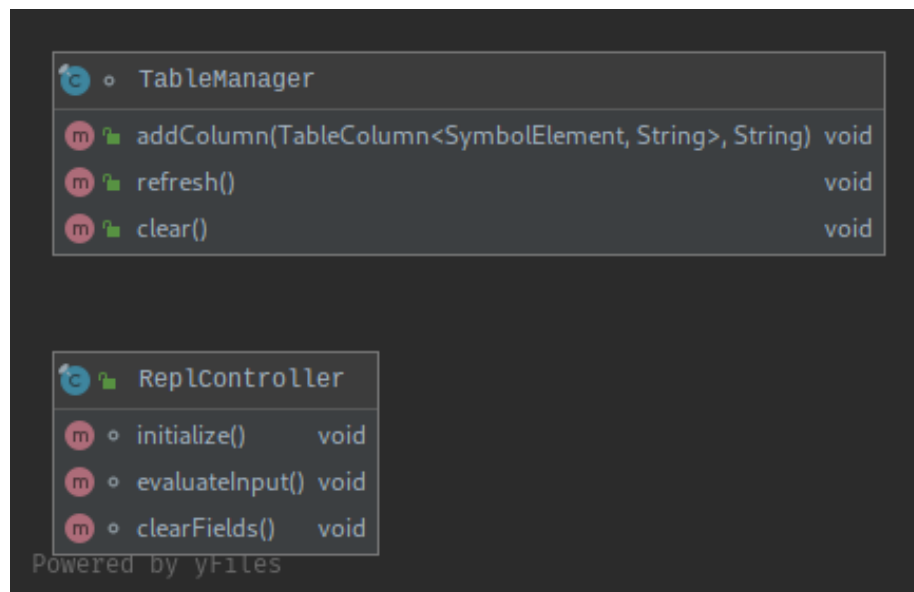 TableManager
addColumn(TableColumn<SymbolElement, String>, String) void
refresh() void
clear() void
ReplController
initialize() void
evaluateInput() void
clearFields() void
Powered by yFiles